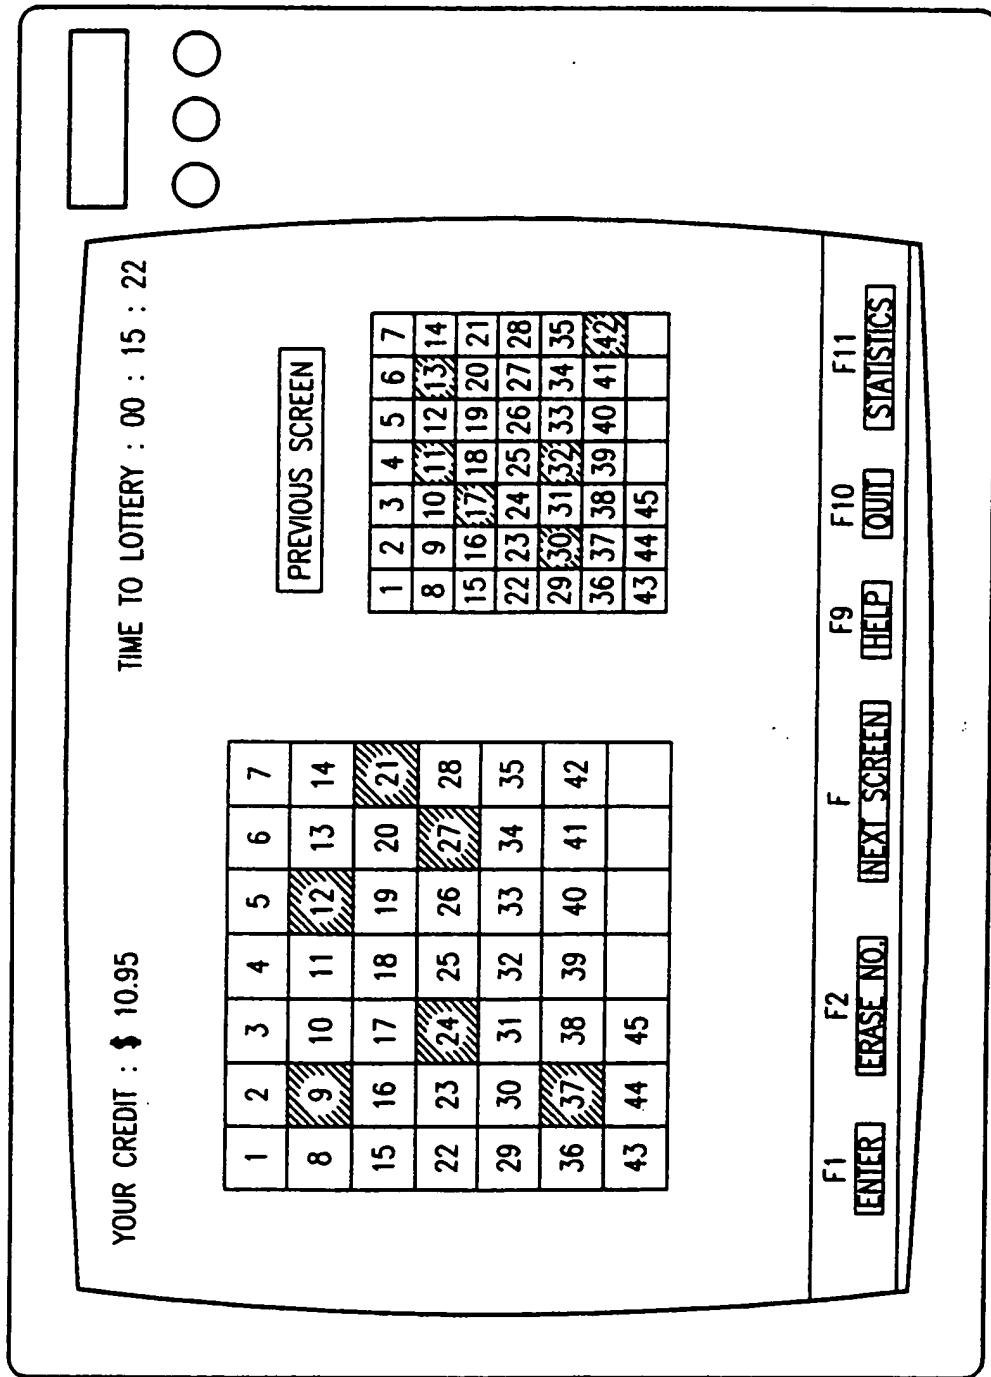 YOUR CREDIT : $ 10.95
TIME TO LOTTERY : 00 : 15 : 22
1 2 3 4 5 6 7
8 9 10 11 12 13 14
15 16 17 18 19 20 21
22 23 24 25 26 27 28
29 30 31 32 33 34 35
36 37 38 39 40 41 42
43 44 45
PREVIOUS SCREEN
1 2 3 4 5 6 7
8 9 10 11 12 13 14
15 16 17 18 19 20 21
22 23 24 25 26 27 28
29 30 31 32 33 34 35
36 37 38 39 40 41 42
43 44 45
F1 F2 F F9 F10 F11
ENTER ERASE NO. NEXT SCREEN HELP QUIT STATISTICS